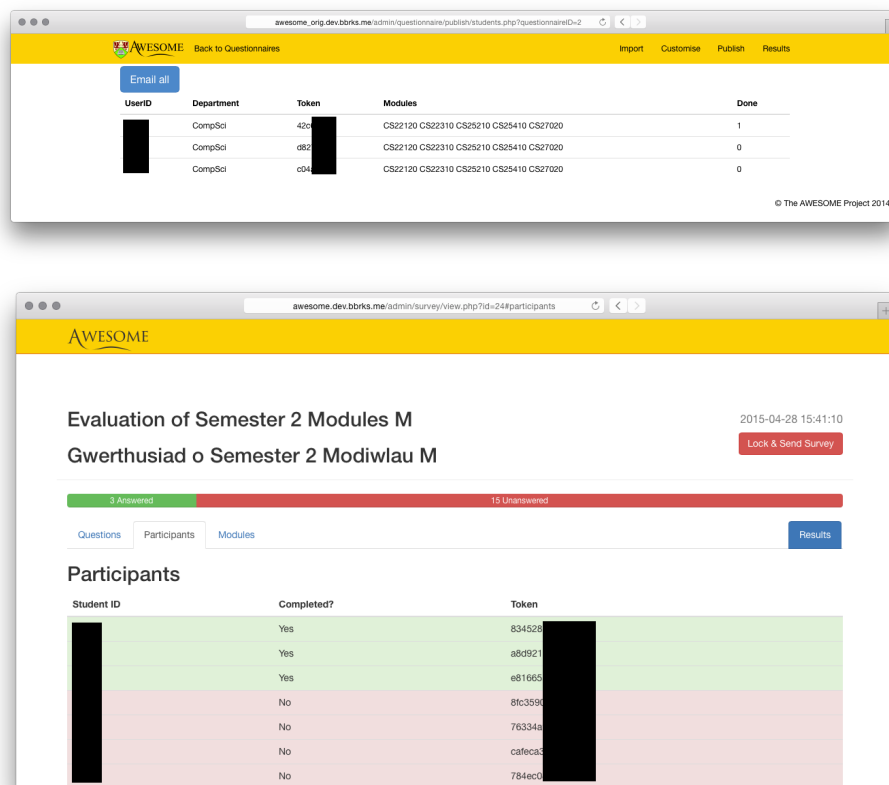 awesome_orig.dev.bbrks.me/admin/questionnaire/publish/students.php?questionnaireID=2
AWESOME Back to Questionnaires Import Customise Publish Results
Email all
UserID Department Token Modules Done
CompSci 42c CS22120 CS22310 CS25210 CS25410 CS27020 1
CompSci d82 CS22120 CS22310 CS25210 CS25410 CS27020 0
CompSci c04 CS22120 CS22310 CS25210 CS25410 CS27020 0
© The AWESOME Project 2014
awesome.dev.bbrks.me/admin/survey/view.php?id=24#participants
AWESOME
Evaluation of Semester 2 Modules M
2015-04-28 15:41:10
Gwerthusiad o Semester 2 Modiwlau M
Lock & Send Survey
3 Answered 15 Unanswered
Questions Participants Modules Results
Participants
Student ID Completed? Token
Yes 834528
Yes a8d921
Yes e81665
No 8fc3590
No 76334a
No cafeca3
No 784ec0